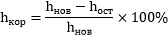 hкор = (hнов − hост) / hнов × 100%